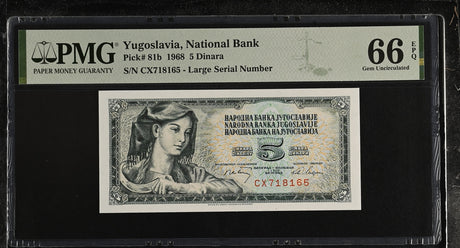 PMG
PAPER MONEY GUARANTY
Yugoslavia, National Bank
Pick# 81b 1968 5 Dinara
S/N CX718165 - Large Serial Number
66 EPQ
Gem Uncirculated
НАРОДНА БАНКА ЈУГОСЛАВИЈЕ
NARODNA BANKA JUGOSLAVIJE
НАРОДНА БАНКА НА ЈУГОСЛАВИЈА
5
CX718165